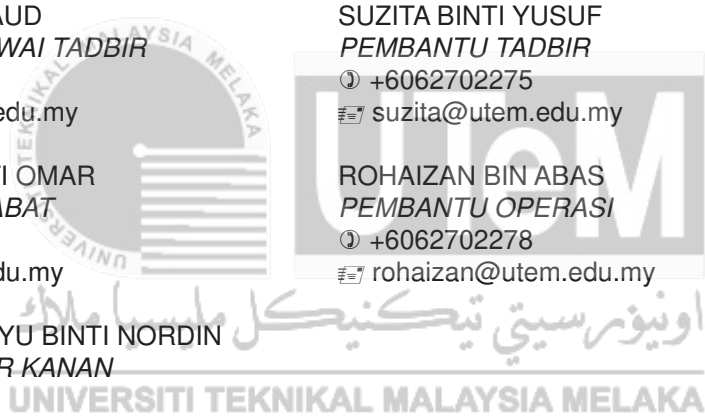 AUD
WAI TADBIR
edu.my
TI OMAR
ABAT
du.my
YU BINTI NORDIN
R KANAN
SUZITA BINTI YUSUF
PEMBANTU TADBIR
✆ +6062702275
suzita@utem.edu.my
ROHAIZAN BIN ABAS
PEMBANTU OPERASI
✆ +6062702278
rohaizan@utem.edu.my
UTeM
اونيۏرسيتي تيكنيكل مليسيا ملاك
UNIVERSITI TEKNIKAL MALAYSIA MELAKA